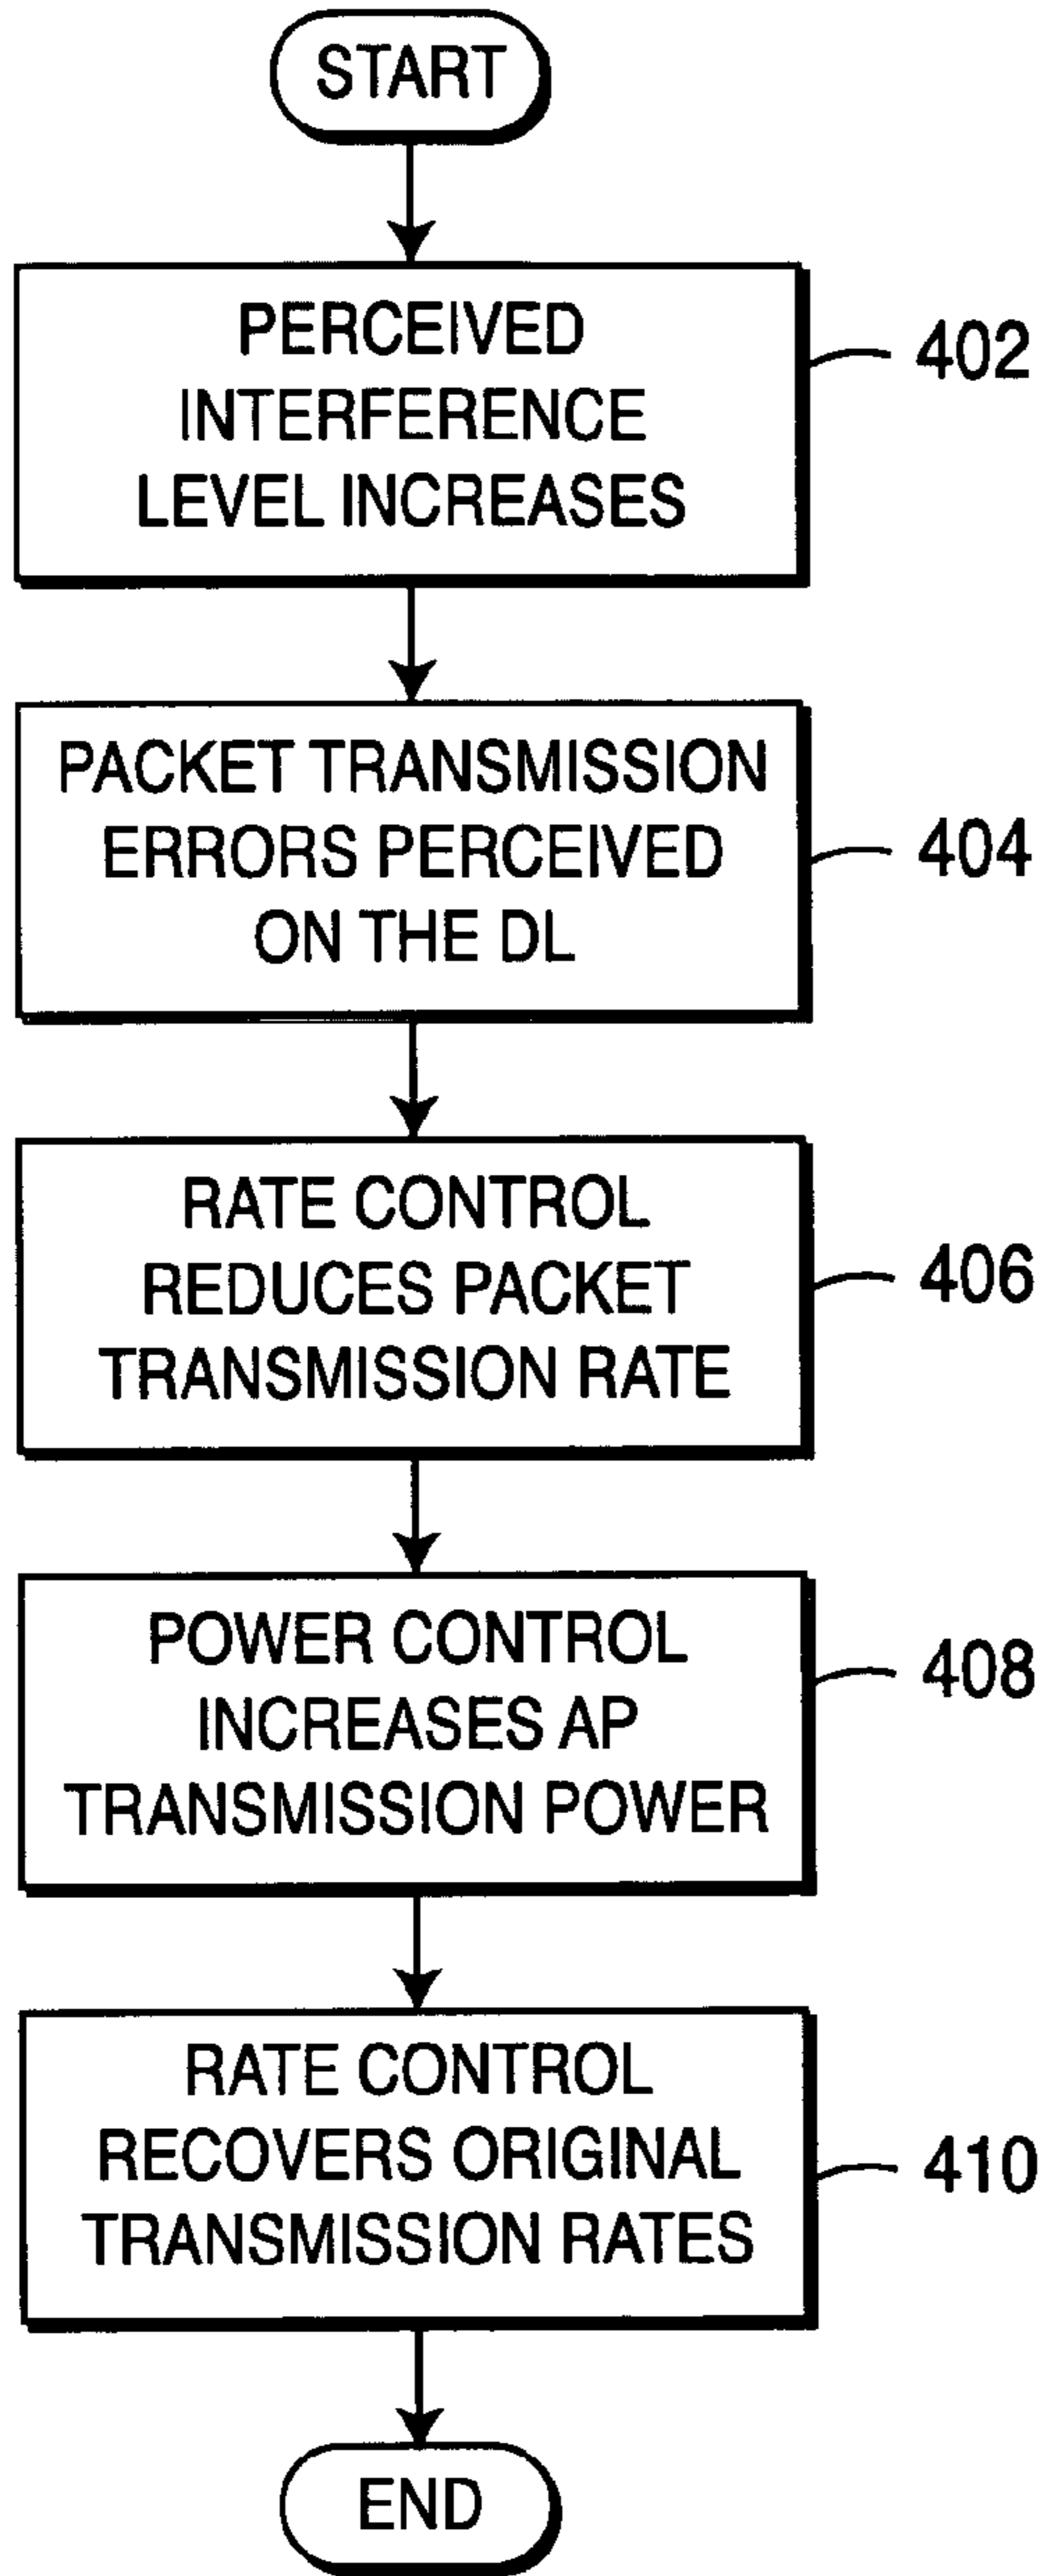 START
PERCEIVED
INTERFERENCE
LEVEL INCREASES
402
PACKET TRANSMISSION
ERRORS PERCEIVED
ON THE DL
404
RATE CONTROL
REDUCES PACKET
TRANSMISSION RATE
406
POWER CONTROL
INCREASES AP
TRANSMISSION POWER
408
RATE CONTROL
RECOVERS ORIGINAL
TRANSMISSION RATES
410
END